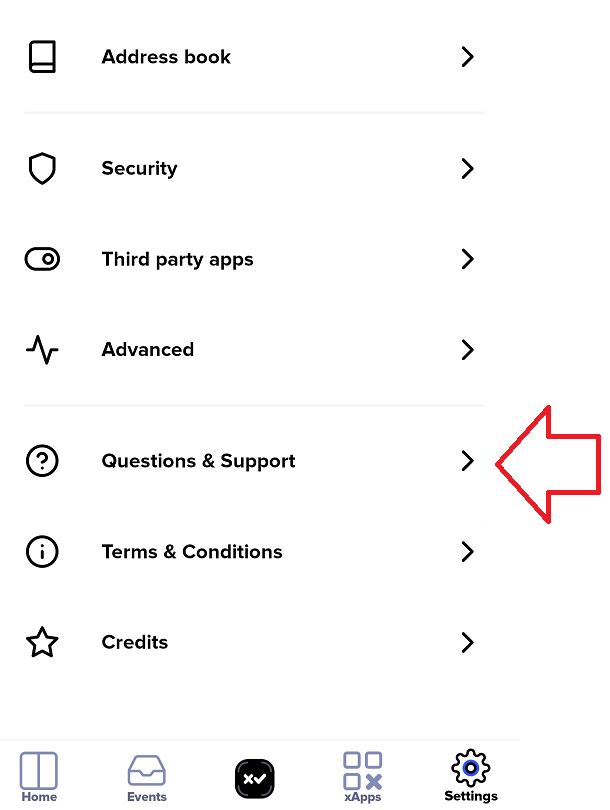 Address book
Security
Third party apps
Advanced
Questions & Support
Terms & Conditions
Credits
Home
Events
xApps
Settings